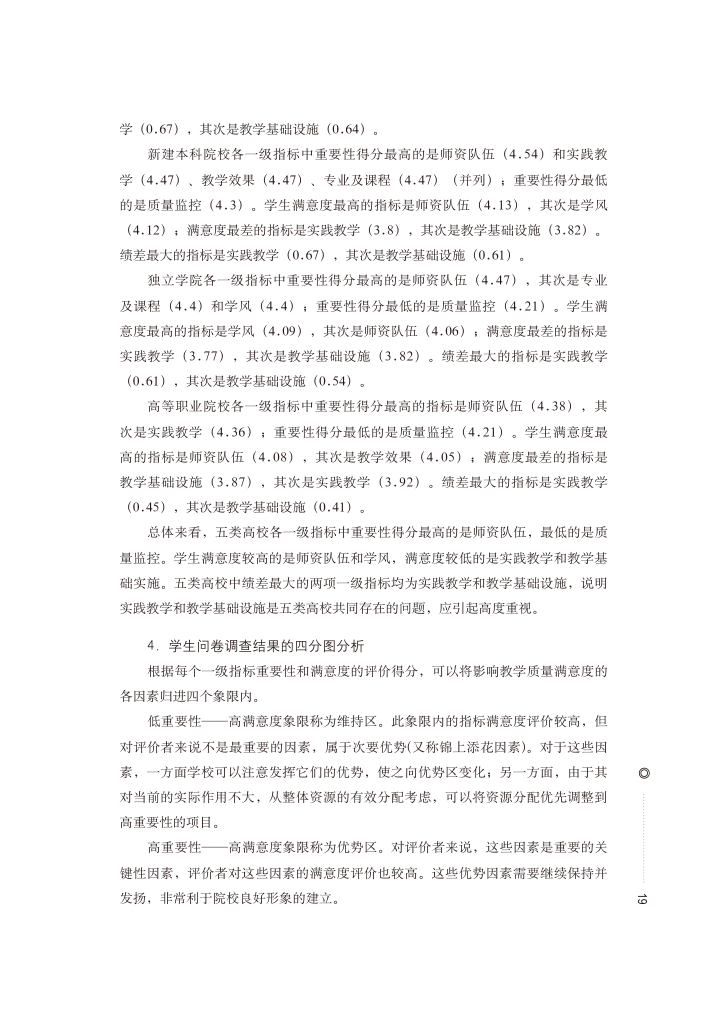 学（0.67），其次是教学基础设施（0.64）。
新建本科院校各一级指标中重要性得分最高的是师资队伍（4.54）和实践教
学（4.47）、教学效果（4.47）、专业及课程（4.47）（并列）；重要性得分最低
的是质量监控（4.3）。学生满意度最高的指标是师资队伍（4.13），其次是学风
（4.12）；满意度最差的指标是实践教学（3.8），其次是教学基础设施（3.82）。
绩差最大的指标是实践教学（0.67），其次是教学基础设施（0.61）。
独立学院各一级指标中重要性得分最高的是师资队伍（4.47），其次是专业
及课程（4.4）和学风（4.4）；重要性得分最低的是质量监控（4.21）。学生满
意度最高的指标是学风（4.09），其次是师资队伍（4.06）；满意度最差的指标是
实践教学（3.77），其次是教学基础设施（3.82）。绩差最大的指标是实践教学
（0.61），其次是教学基础设施（0.54）。
高等职业院校各一级指标中重要性得分最高的指标是师资队伍（4.38），其
次是实践教学（4.36）；重要性得分最低的是质量监控（4.21）。学生满意度最
高的指标是师资队伍（4.08），其次是教学效果（4.05）；满意度最差的指标是
教学基础设施（3.87），其次是实践教学（3.92）。绩差最大的指标是实践教学
（0.45），其次是教学基础设施（0.41）。
总体来看，五类高校各一级指标中重要性得分最高的是师资队伍，最低的是质
量监控。学生满意度较高的是师资队伍和学风，满意度较低的是实践教学和教学基
础实施。五类高校中绩差最大的两项一级指标均为实践教学和教学基础设施，说明
实践教学和教学基础设施是五类高校共同存在的问题，应引起高度重视。
4．学生问卷调查结果的四分图分析
根据每个一级指标重要性和满意度的评价得分，可以将影响教学质量满意度的
各因素归进四个象限内。
低重要性——高满意度象限称为维持区。此象限内的指标满意度评价较高，但
对评价者来说不是最重要的因素，属于次要优势(又称锦上添花因素)。对于这些因
素，一方面学校可以注意发挥它们的优势，使之向优势区变化；另一方面，由于其
对当前的实际作用不大，从整体资源的有效分配考虑，可以将资源分配优先调整到
高重要性的项目。
高重要性——高满意度象限称为优势区。对评价者来说，这些因素是重要的关
键性因素，评价者对这些因素的满意度评价也较高。这些优势因素需要继续保持并
发扬，非常利于院校良好形象的建立。
19